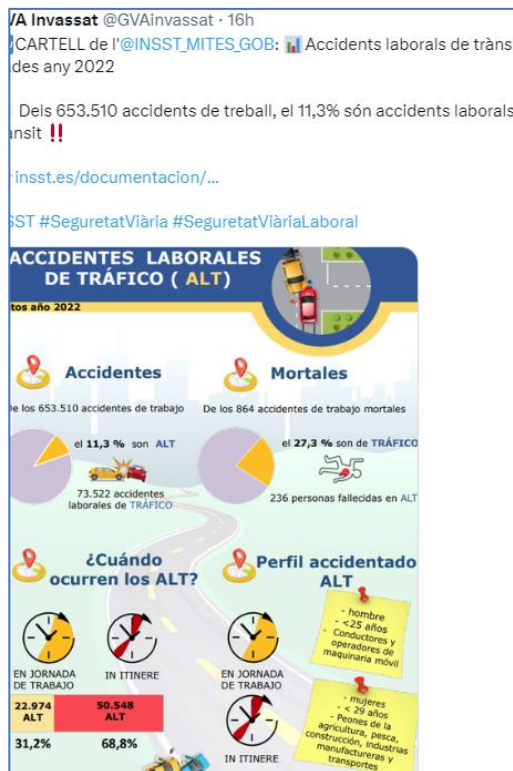 VA Invassat @GVAinvassat · 16h
CARTELL de l'@INSST_MITES_GOB: Accidents laborals de tràns
des any 2022
Dels 653.510 accidents de treball, el 11,3% són accidents laborals
ansit ‼
insst.es/documentacion/...
SST #SeguretatViària #SeguretatViàriaLaboral
ACCIDENTES LABORALES
DE TRÁFICO ( ALT)
tos año 2022
Accidentes
De los 653.510 accidentes de trabajo
el 11,3 % son ALT
73.522 accidentes
laborales de TRÁFICO
Mortales
De los 864 accidentes de trabajo mortales
el 27,3 % son de TRÁFICO
236 personas fallecidas en ALT
¿Cuándo
ocurren los ALT?
EN JORNADA
DE TRABAJO
IN ITINERE
22.974
ALT
50.548
ALT
31,2%
68,8%
Perfil accidentado
ALT
EN JORNADA
DE TRABAJO
- hombre
- <25 años
- Conductores y
operadores de
maquinaria móvil
IN ITINERE
- mujeres
- < 29 años
- Peones de la
agricultura, pesca,
construcción, industrias
manufactureras y
transportes